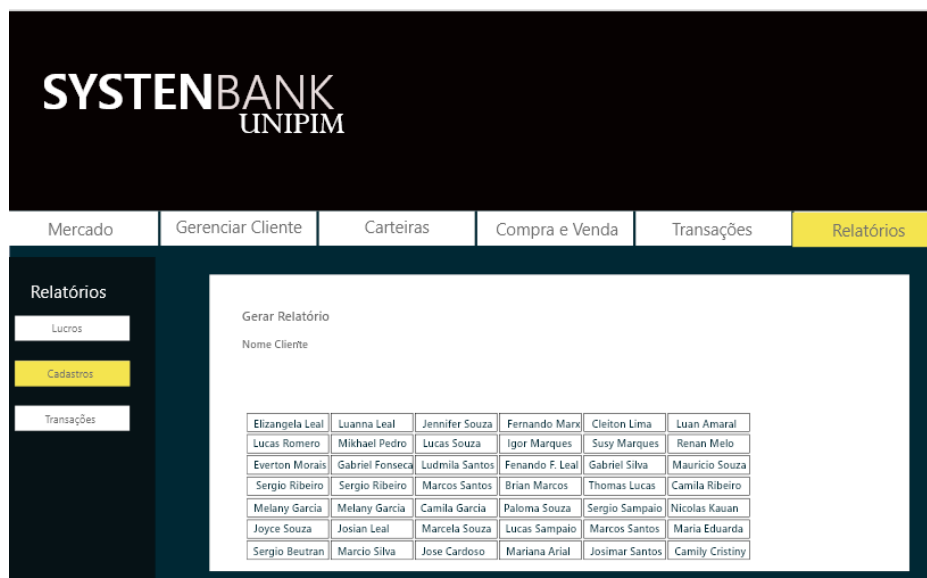 SYSTENBANK
UNIPIM
Mercado Gerenciar Cliente Carteiras Compra e Venda Transações Relatórios
Relatórios
Lucros
Cadastros
Transações
Gerar Relatório
Nome Cliente
Elizangela Leal Luanna Leal Jennifer Souza Fernando Marx Cleiton Lima Luan Amaral
Lucas Romero Mikhael Pedro Lucas Souza Igor Marques Susy Marques Renan Melo
Everton Morais Gabriel Fonseca Ludmila Santos Fenando F. Leal Gabriel Silva Mauricio Souza
Sergio Ribeiro Sergio Ribeiro Marcos Santos Brian Marcos Thomas Lucas Camila Ribeiro
Melany Garcia Melany Garcia Camila Garcia Paloma Souza Sergio Sampaio Nicolas Kauan
Joyce Souza Josian Leal Marcela Souza Lucas Sampaio Marcos Santos Maria Eduarda
Sergio Beutran Marcio Silva Jose Cardoso Mariana Arial Josimar Santos Camily Cristiny